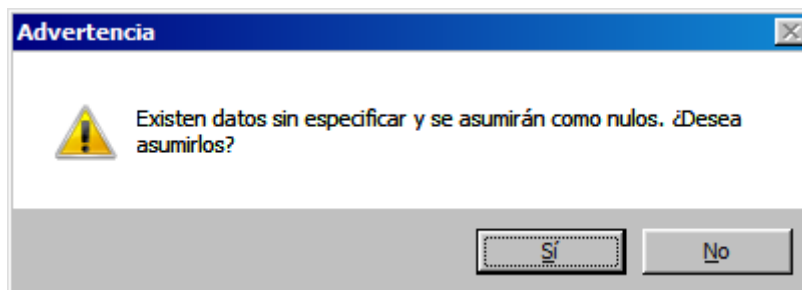 Advertencia
Existen datos sin especificar y se asumirán como nulos. ¿Desea
asumirlos?
Sí
No